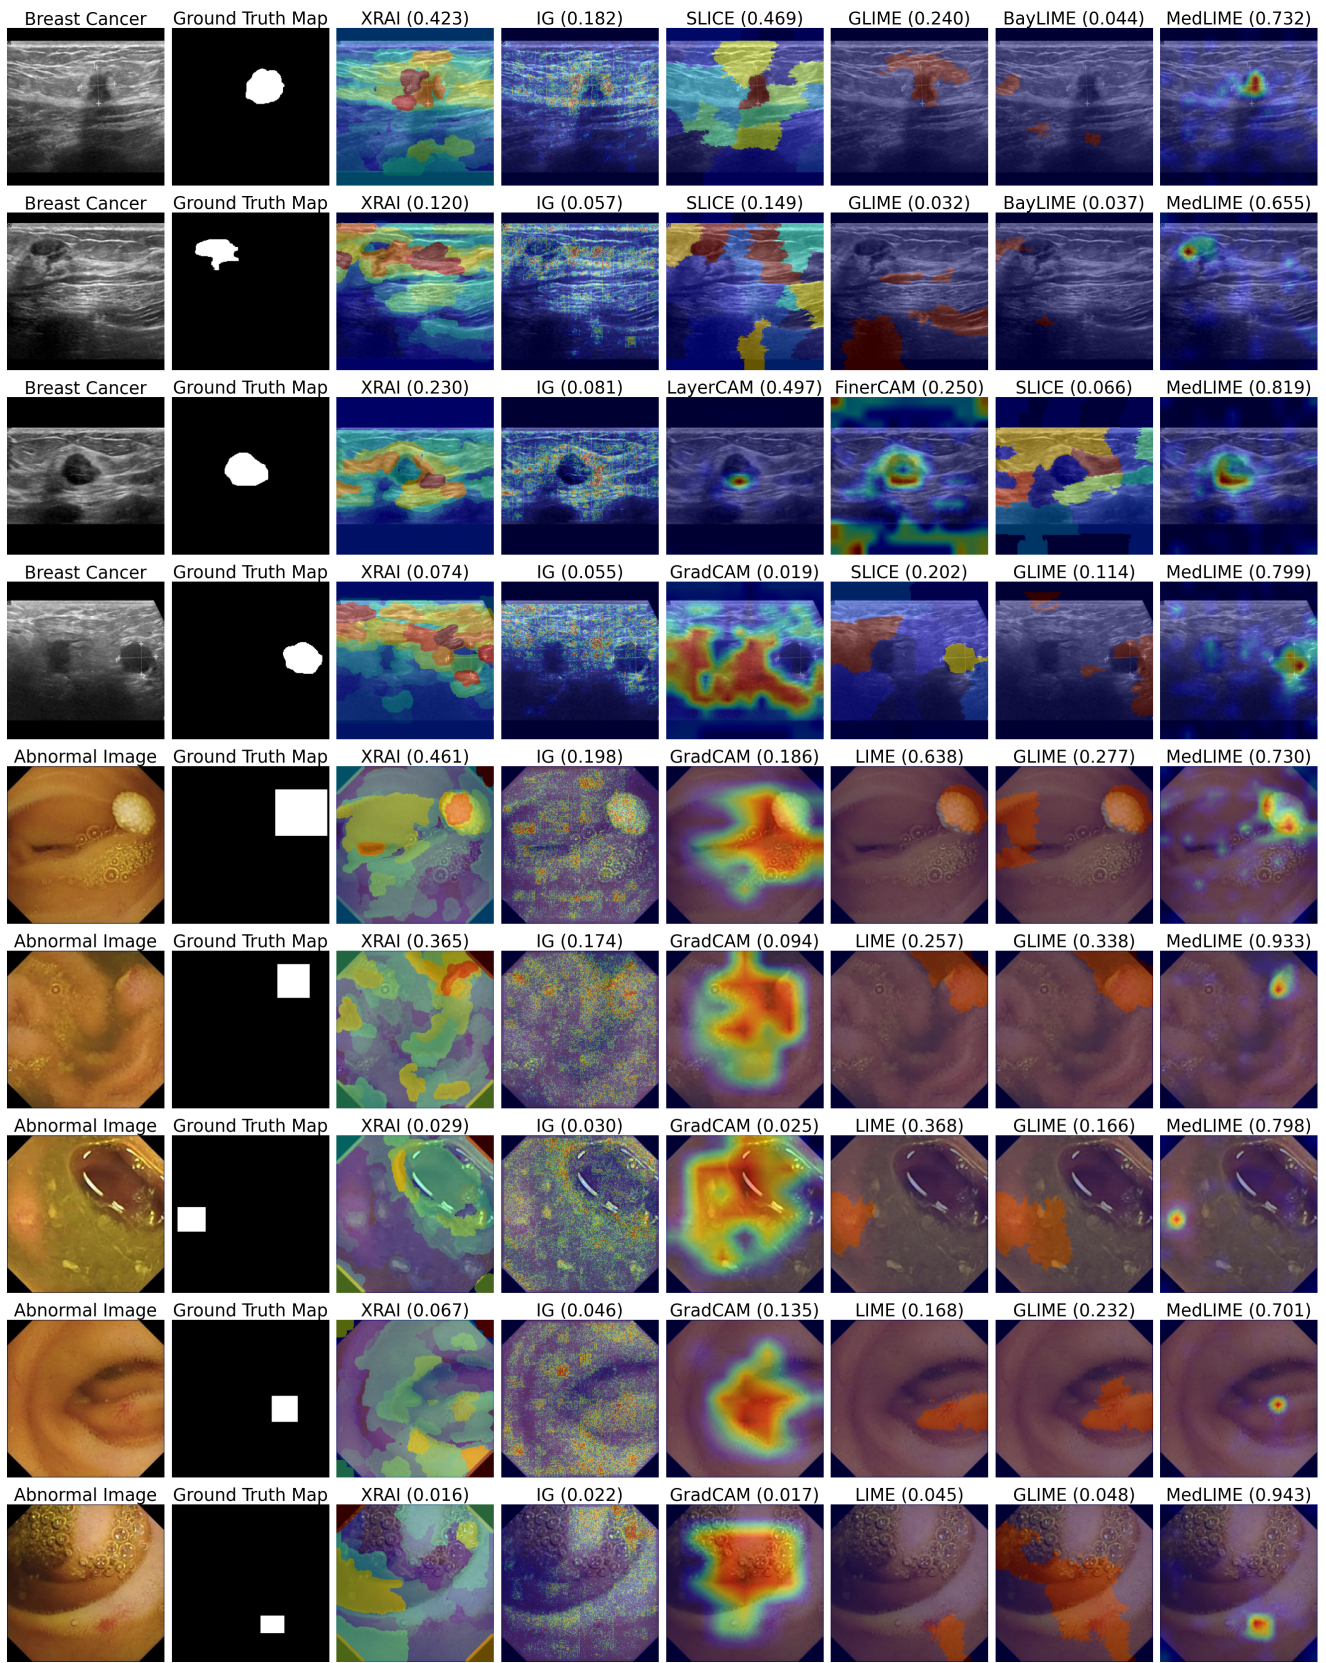 Breast Cancer Ground Truth Map XRAI (0.423) IG (0.182) SLICE (0.469) GLIME (0.240) BayLIME (0.044) MedLIME (0.732)
Breast Cancer Ground Truth Map XRAI (0.120) IG (0.057) SLICE (0.149) GLIME (0.032) BayLIME (0.037) MedLIME (0.655)
Breast Cancer Ground Truth Map XRAI (0.230) IG (0.081) LayerCAM (0.497) FinerCAM (0.250) SLICE (0.066) MedLIME (0.819)
Breast Cancer Ground Truth Map XRAI (0.074) IG (0.055) GradCAM (0.019) SLICE (0.202) GLIME (0.114) MedLIME (0.799)
Abnormal Image Ground Truth Map XRAI (0.461) IG (0.198) GradCAM (0.186) LIME (0.638) GLIME (0.277) MedLIME (0.730)
Abnormal Image Ground Truth Map XRAI (0.365) IG (0.174) GradCAM (0.094) LIME (0.257) GLIME (0.338) MedLIME (0.933)
Abnormal Image Ground Truth Map XRAI (0.029) IG (0.030) GradCAM (0.025) LIME (0.368) GLIME (0.166) MedLIME (0.798)
Abnormal Image Ground Truth Map XRAI (0.067) IG (0.046) GradCAM (0.135) LIME (0.168) GLIME (0.232) MedLIME (0.701)
Abnormal Image Ground Truth Map XRAI (0.016) IG (0.022) GradCAM (0.017) LIME (0.045) GLIME (0.048) MedLIME (0.943)